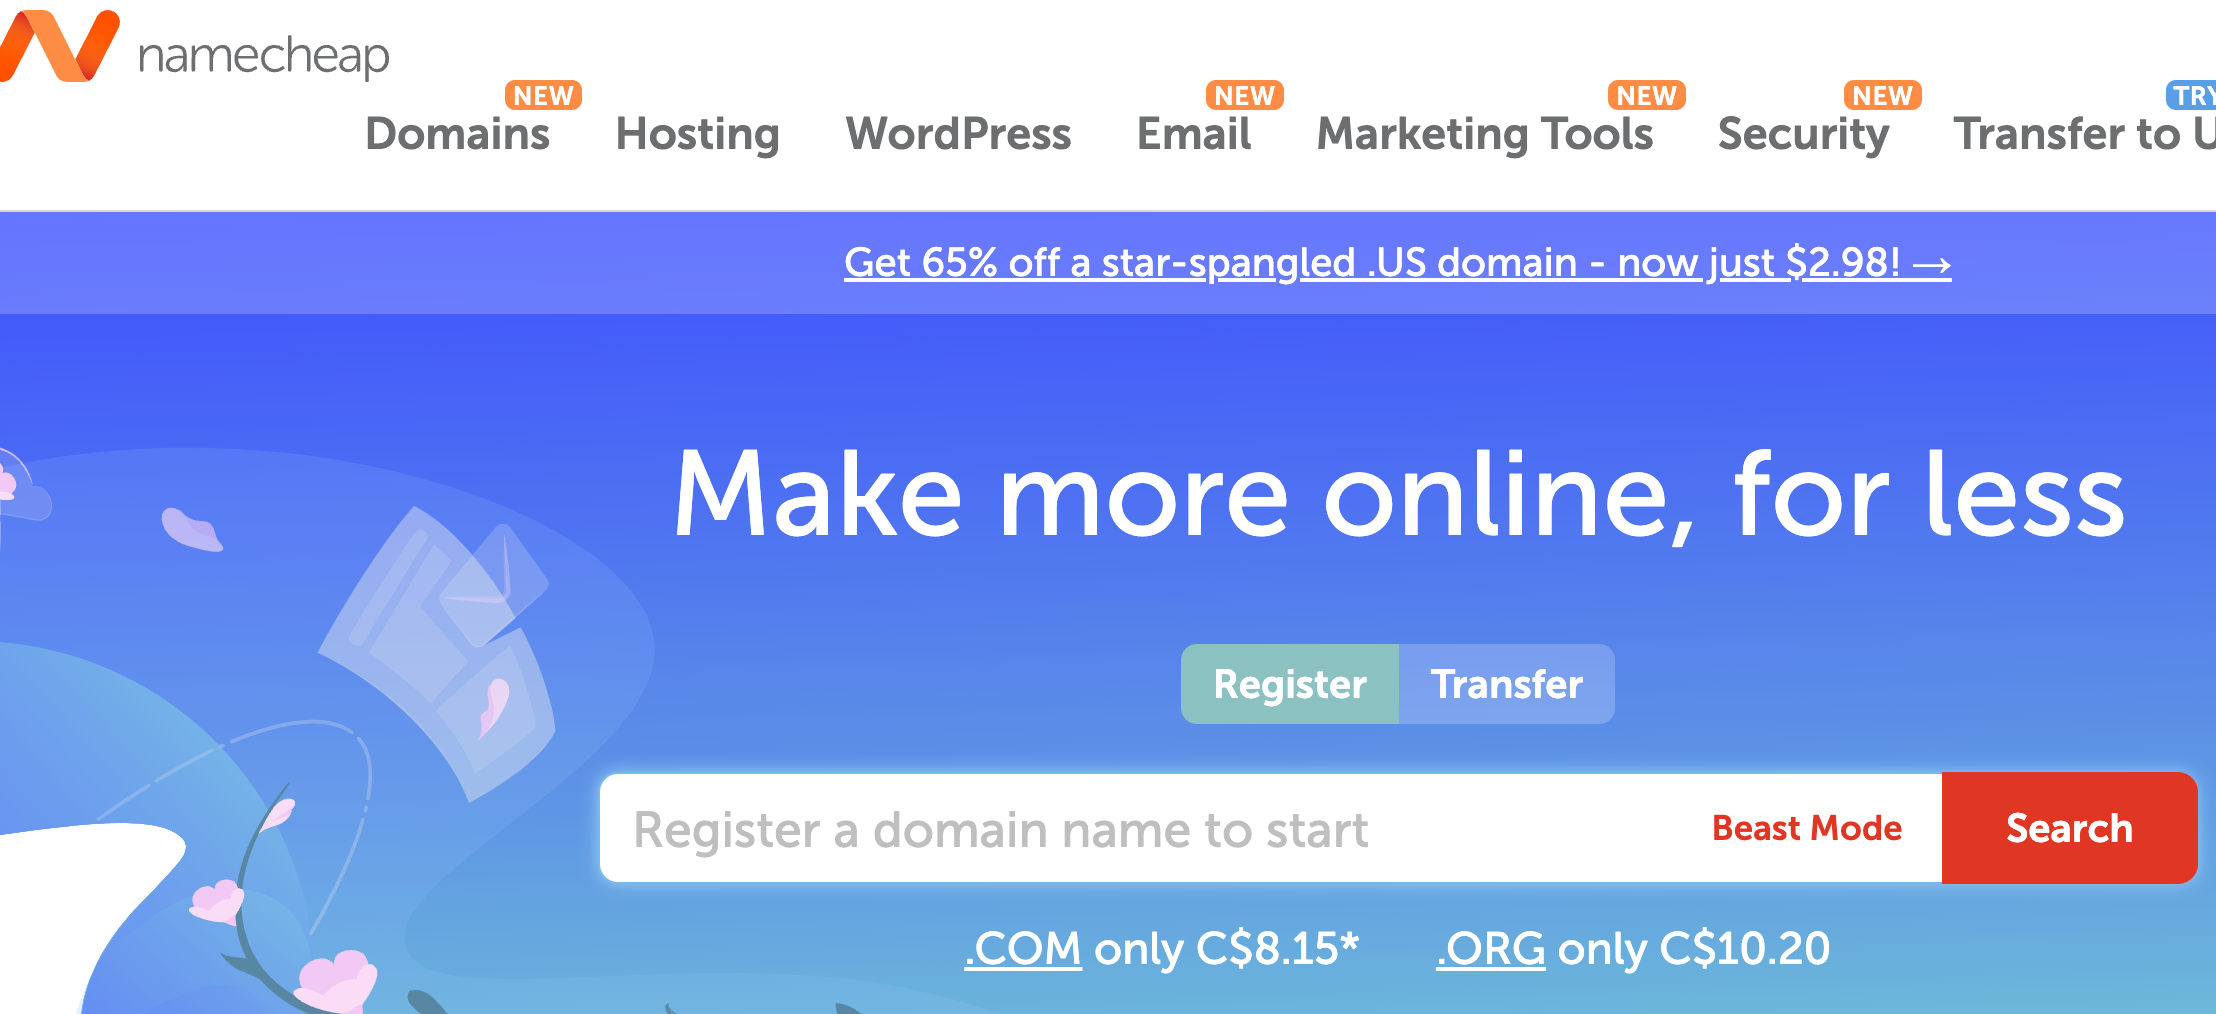 namecheap
NEW NEW NEW NEW TRY
Domains Hosting WordPress Email Marketing Tools Security Transfer to U
Get 65% off a star-spangled .US domain - now just $2.98! →
Make more online, for less
Register Transfer
Register a domain name to start Beast Mode Search
.COM only C$8.15* .ORG only C$10.20